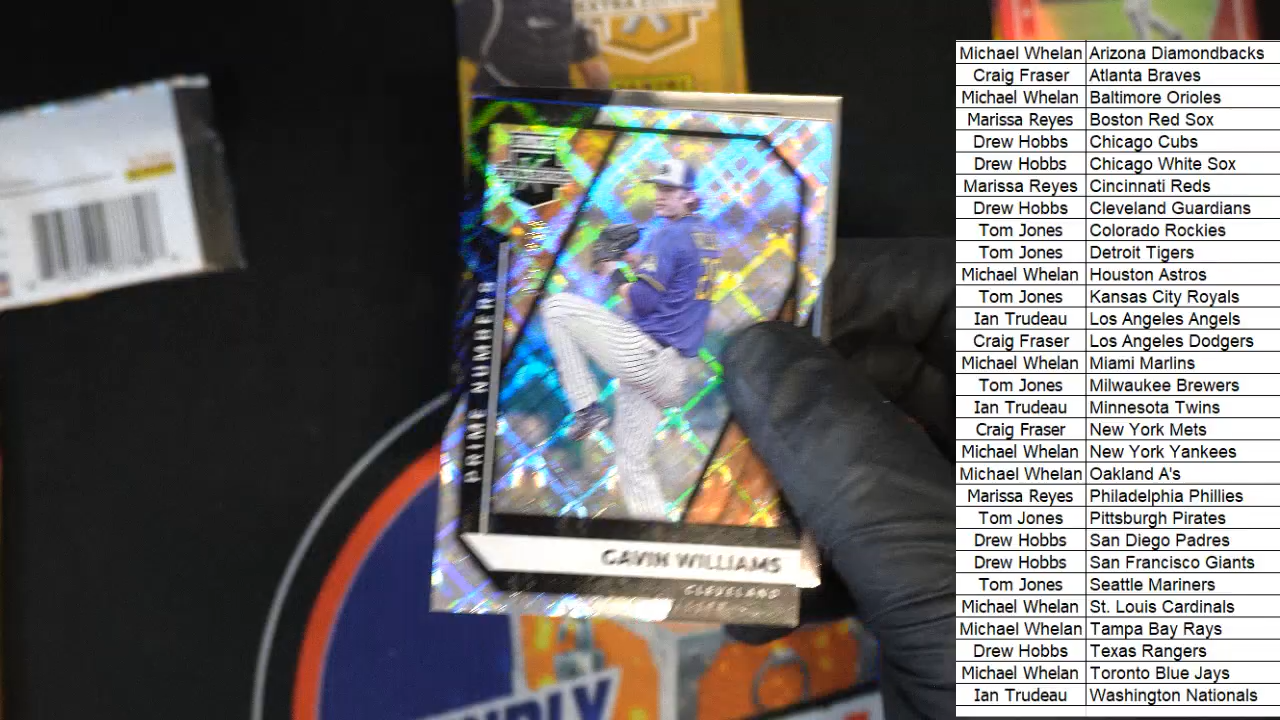 EXTRA EDITION
PRIME NUMBERS
GAVIN WILLIAMS
CLEVELAND
NDLY
Michael Whelan Arizona Diamondbacks
Craig Fraser Atlanta Braves
Michael Whelan Baltimore Orioles
Marissa Reyes Boston Red Sox
Drew Hobbs Chicago Cubs
Drew Hobbs Chicago White Sox
Marissa Reyes Cincinnati Reds
Drew Hobbs Cleveland Guardians
Tom Jones Colorado Rockies
Tom Jones Detroit Tigers
Michael Whelan Houston Astros
Tom Jones Kansas City Royals
Ian Trudeau Los Angeles Angels
Craig Fraser Los Angeles Dodgers
Michael Whelan Miami Marlins
Tom Jones Milwaukee Brewers
Ian Trudeau Minnesota Twins
Craig Fraser New York Mets
Michael Whelan New York Yankees
Michael Whelan Oakland A's
Marissa Reyes Philadelphia Phillies
Tom Jones Pittsburgh Pirates
Drew Hobbs San Diego Padres
Drew Hobbs San Francisco Giants
Tom Jones Seattle Mariners
Michael Whelan St. Louis Cardinals
Michael Whelan Tampa Bay Rays
Drew Hobbs Texas Rangers
Michael Whelan Toronto Blue Jays
Ian Trudeau Washington Nationals